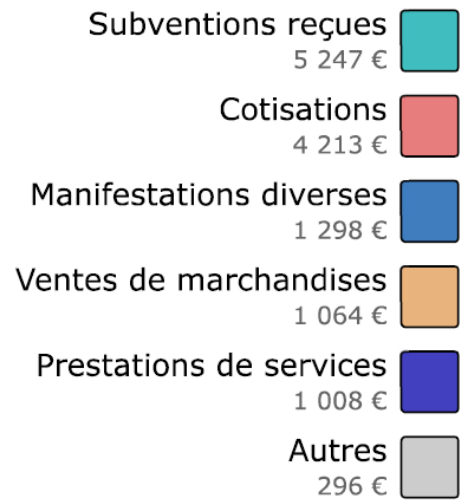 Subventions reçues
5 247 €
Cotisations
4 213 €
Manifestations diverses
1 298 €
Ventes de marchandises
1 064 €
Prestations de services
1 008 €
Autres
296 €